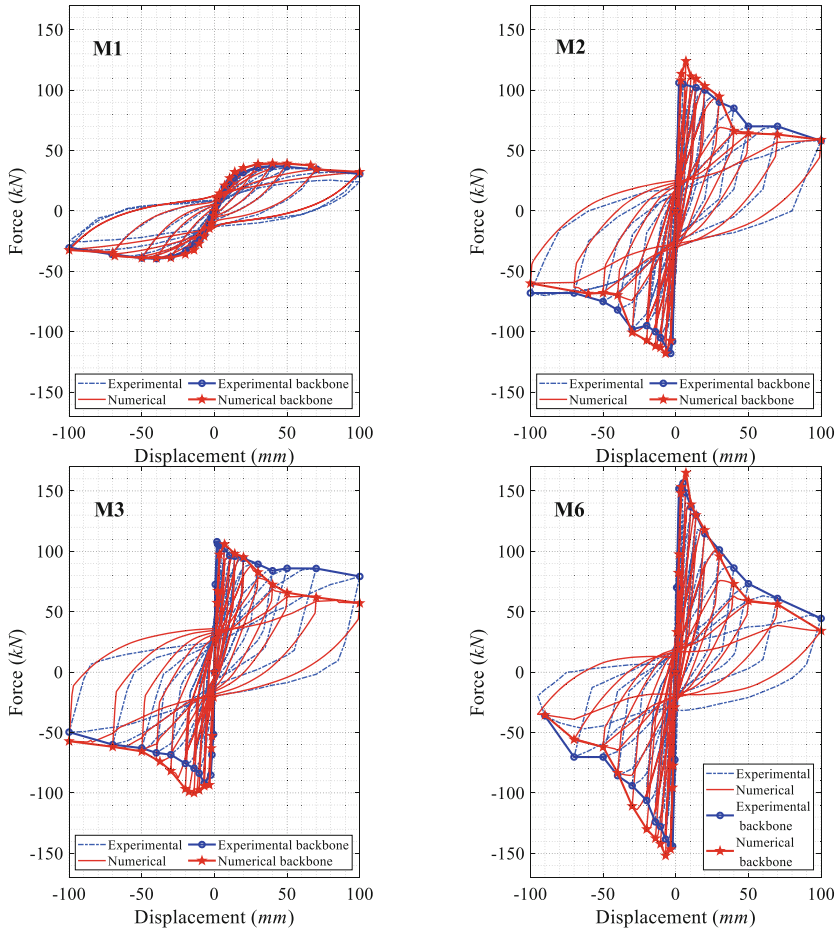 M1
150
100
50
0
-50
-100
-150
Force (kN)
Experimental
Experimental backbone
Numerical
Numerical backbone
-100 -50 0 50 100
Displacement (mm)
M2
150
100
50
0
-50
-100
-150
Force (kN)
Experimental
Experimental backbone
Numerical
Numerical backbone
-100 -50 0 50 100
Displacement (mm)
M3
150
100
50
0
-50
-100
-150
Force (kN)
Experimental
Experimental backbone
Numerical
Numerical backbone
-100 -50 0 50 100
Displacement (mm)
M6
150
100
50
0
-50
-100
-150
Force (kN)
Experimental
Numerical
Experimental
backbone
Numerical
backbone
-100 -50 0 50 100
Displacement (mm)